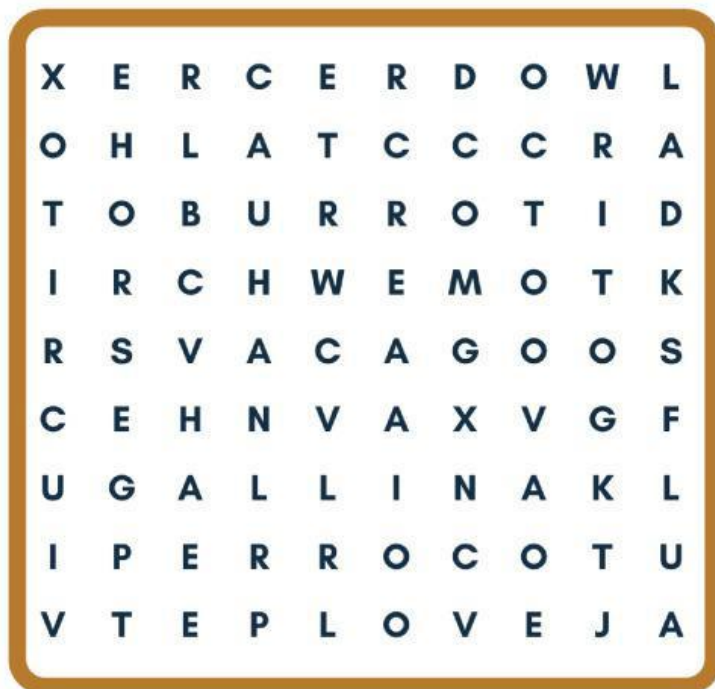 X E R C E R D O W L
O H L A T C C C R A
T O B U R R O T I D
I R C H W E M O T K
R S V A C A G O O S
C E H N V A X V G F
U G A L L I N A K L
I P E R R O C O T U
V T E P L O V E J A